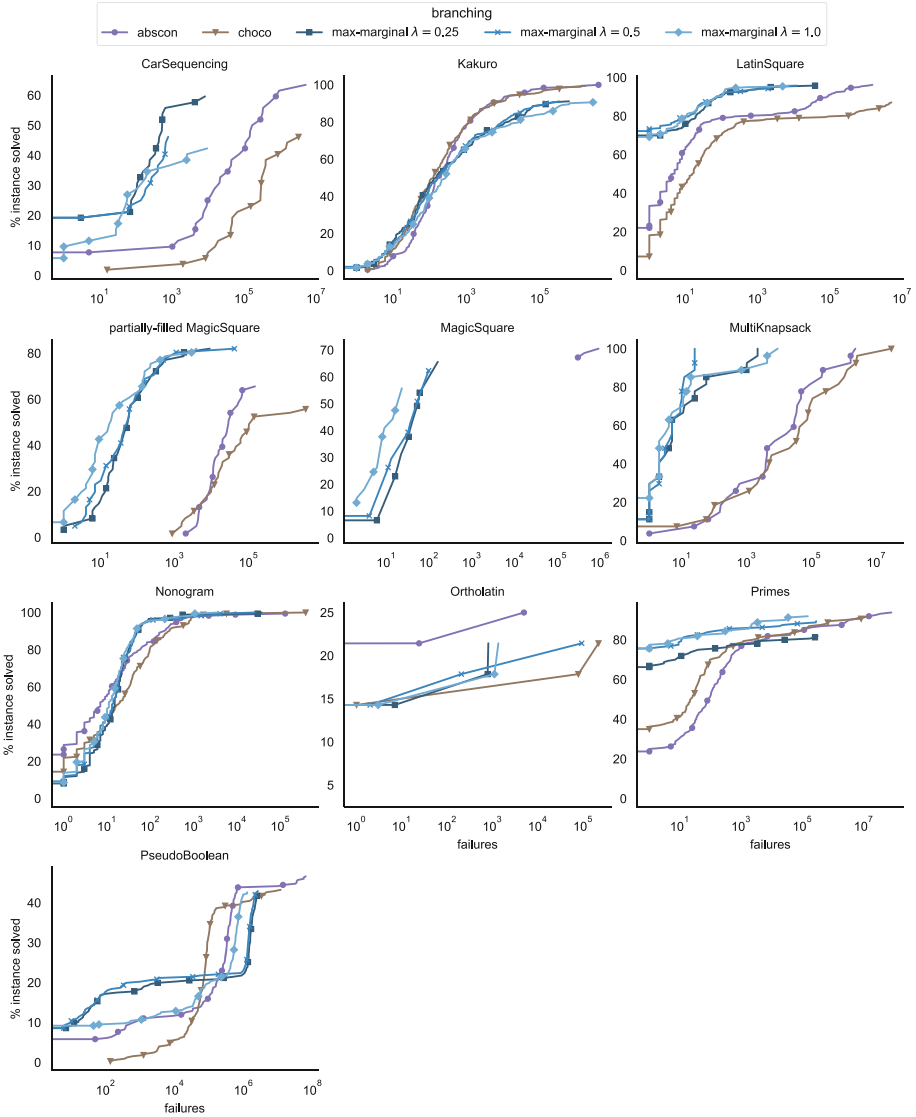 branching
abscon choco max-marginal λ = 0.25 max-marginal λ = 0.5 max-marginal λ = 1.0
CarSequencing Kakuro LatinSquare
% instance solved
60 50 40 30 20 10 0
10^1 10^3 10^5 10^7
100 80 60 40 20 0
10^1 10^3 10^5
100 80 60 40 20 0
10^1 10^3 10^5 10^7
partially-filled MagicSquare MagicSquare MultiKnapsack
% instance solved
80 60 40 20 0
10^1 10^3 10^5
70 60 50 40 30 20 10 0
10^1 10^2 10^3 10^4 10^5 10^6
100 80 60 40 20 0
10^1 10^3 10^5 10^7
Nonogram Ortholatin Primes
% instance solved
100 80 60 40 20 0
10^0 10^1 10^2 10^3 10^4 10^5
25 20 15 10 5
10^0 10^1 10^2 10^3 10^4 10^5
failures
80 60 40 20 0
10^1 10^3 10^5 10^7
failures
PseudoBoolean
% instance solved
40 30 20 10 0
10^2 10^4 10^6 10^8
failures